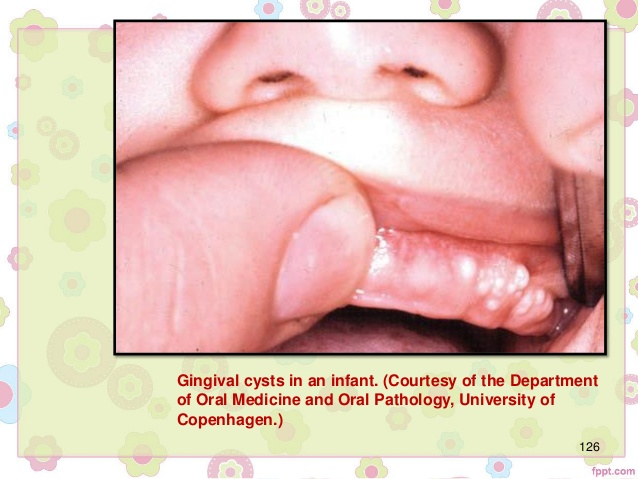 Gingival cysts in an infant. (Courtesy of the Department
of Oral Medicine and Oral Pathology, University of
Copenhagen.)
126
fppt.com